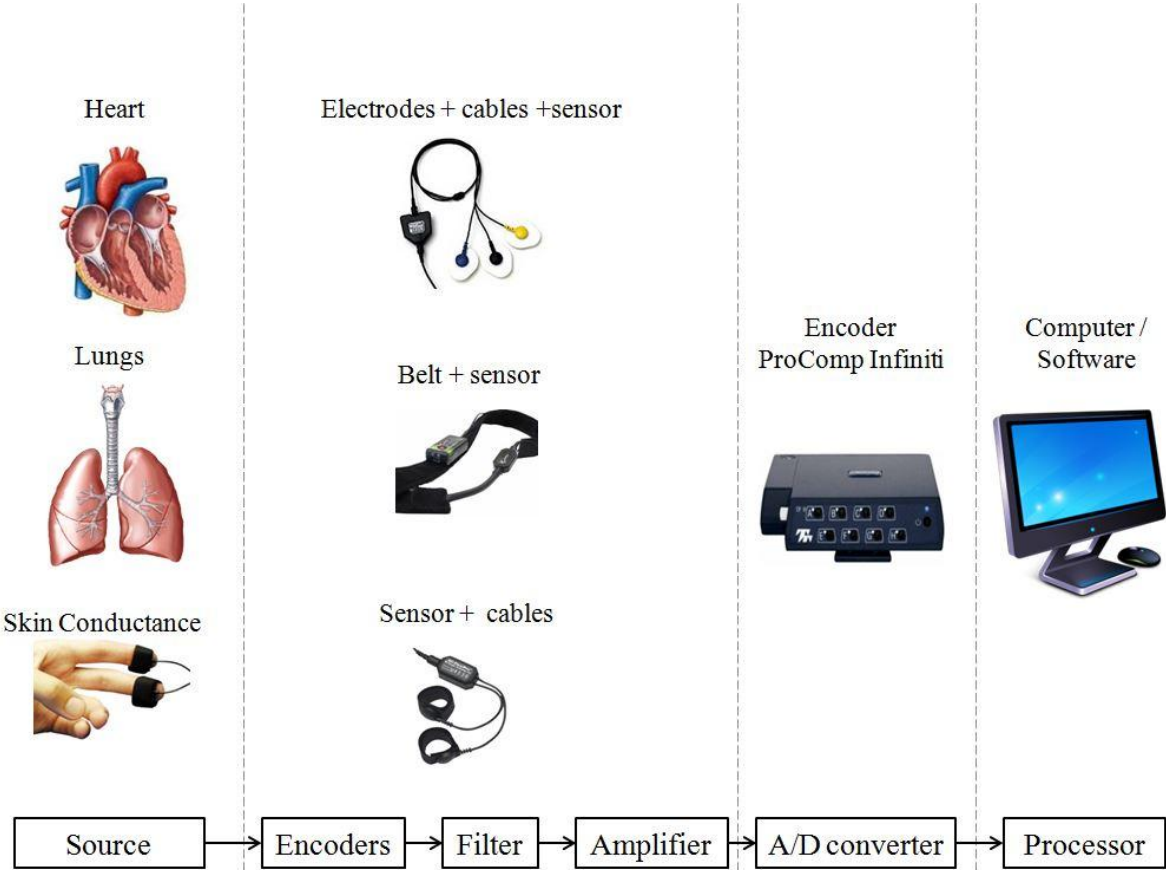 Heart
Electrodes + cables +sensor
Lungs
Belt + sensor
Encoder
ProComp Infiniti
Computer /
Software
Skin Conductance
Sensor + cables
A B C D
E F G H
Source
Encoders
Filter
Amplifier
A/D converter
Processor